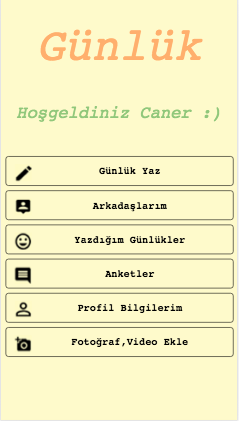 Günlük
Hoşgeldiniz Caner :)
Günlük Yaz
Arkadaşlarım
Yazdığım Günlükler
Anketler
Profil Bilgilerim
Fotoğraf,Video Ekle